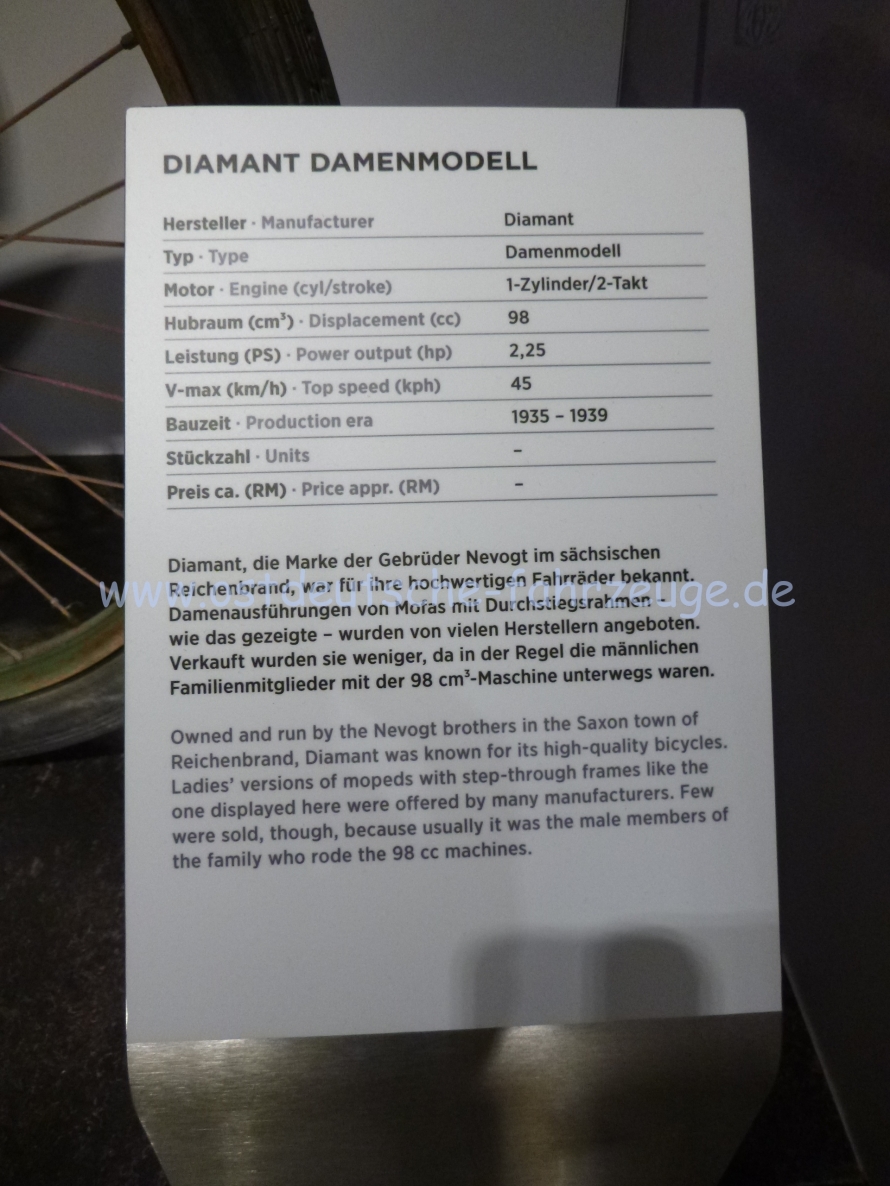 DIAMANT DAMENMODELL
Hersteller · Manufacturer Diamant
Typ · Type Damenmodell
Motor · Engine (cyl/stroke) 1-Zylinder/2-Takt
Hubraum (cm³) · Displacement (cc) 98
Leistung (PS) · Power output (hp) 2,25
V-max (km/h) · Top speed (kph) 45
Bauzeit · Production era 1935 – 1939
Stückzahl · Units –
Preis ca. (RM) · Price appr. (RM) –
Diamant, die Marke der Gebrüder Nevogt im sächsischen
Reichenbrand, war für ihre hochwertigen Fahrräder bekannt.
www.ostdeutsche-fahrzeuge.de
Damenausführungen von Mofas mit Durchstiegsrahmen –
wie das gezeigte – wurden von vielen Herstellern angeboten.
Verkauft wurden sie weniger, da in der Regel die männlichen
Familienmitglieder mit der 98 cm³-Maschine unterwegs waren.
Owned and run by the Nevogt brothers in the Saxon town of
Reichenbrand, Diamant was known for its high-quality bicycles.
Ladies' versions of mopeds with step-through frames like the
one displayed here were offered by many manufacturers. Few
were sold, though, because usually it was the male members of
the family who rode the 98 cc machines.